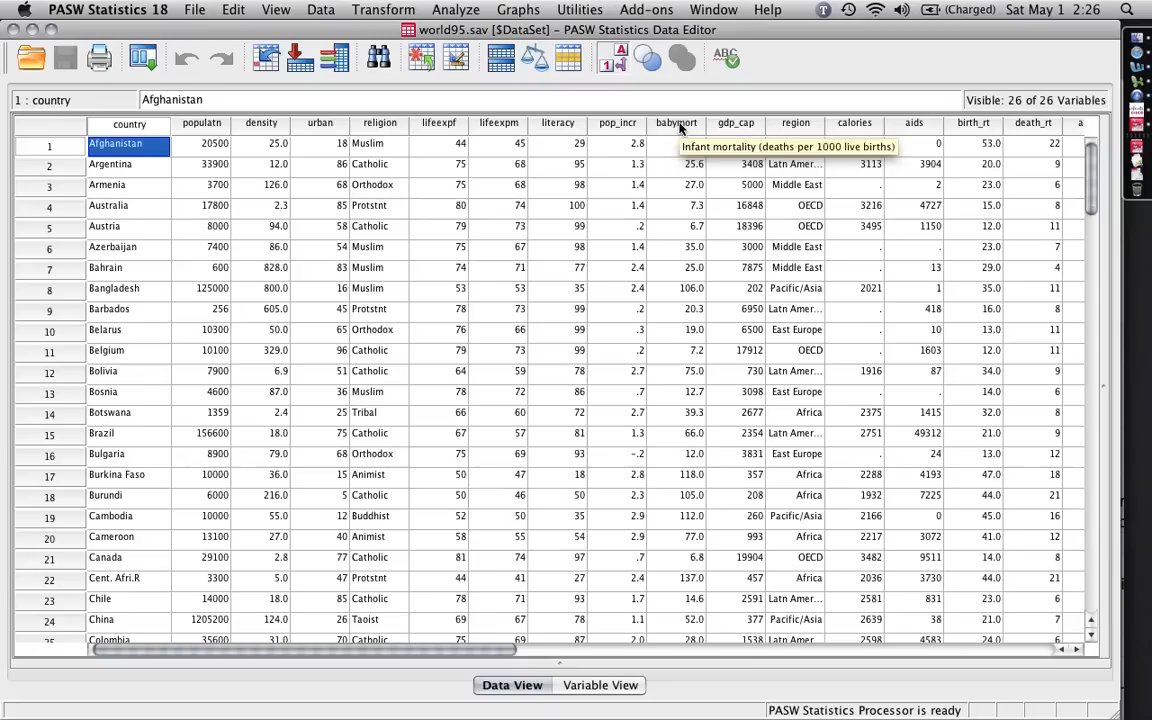 PASW Statistics 18 File Edit View Data Transform Analyze Graphs Utilities Add-ons Window Help (Charged) Sat May 1 2:26
world95.sav [$DataSet] – PASW Statistics Data Editor
1 : country Afghanistan Visible: 26 of 26 Variables
country populatn density urban religion lifeexpf lifeexpm literacy pop_incr babymort gdp_cap region calories aids birth_rt death_rt a
1 Afghanistan 20500 25.0 18 Muslim 44 45 29 2.8 0 53.0 22
Infant mortality (deaths per 1000 live births)
2 Argentina 33900 12.0 86 Catholic 75 68 95 1.3 25.6 3408 Latn Amer... 3113 3904 20.0 9
3 Armenia 3700 126.0 68 Orthodox 75 68 98 1.4 27.0 5000 Middle East . 2 23.0 6
4 Australia 17800 2.3 85 Protstnt 80 74 100 1.4 7.3 16848 OECD 3216 4727 15.0 8
5 Austria 8000 94.0 58 Catholic 79 73 99 .2 6.7 18396 OECD 3495 1150 12.0 11
6 Azerbaijan 7400 86.0 54 Muslim 75 67 98 1.4 35.0 3000 Middle East . . 23.0 7
7 Bahrain 600 828.0 83 Muslim 74 71 77 2.4 25.0 7875 Middle East . 13 29.0 4
8 Bangladesh 125000 800.0 16 Muslim 53 53 35 2.4 106.0 202 Pacific/Asia 2021 1 35.0 11
9 Barbados 256 605.0 45 Protstnt 78 73 99 .2 20.3 6950 Latn Amer... . 418 16.0 8
10 Belarus 10300 50.0 65 Orthodox 76 66 99 .3 19.0 6500 East Europe . 10 13.0 11
11 Belgium 10100 329.0 96 Catholic 79 73 99 .2 7.2 17912 OECD . 1603 12.0 11
12 Bolivia 7900 6.9 51 Catholic 64 59 78 2.7 75.0 730 Latn Amer... 1916 87 34.0 9
13 Bosnia 4600 87.0 36 Muslim 78 72 86 .7 12.7 3098 East Europe . . 14.0 6
14 Botswana 1359 2.4 25 Tribal 66 60 72 2.7 39.3 2677 Africa 2375 1415 32.0 8
15 Brazil 156600 18.0 75 Catholic 67 57 81 1.3 66.0 2354 Latn Amer... 2751 49312 21.0 9
16 Bulgaria 8900 79.0 68 Orthodox 75 69 93 -.2 12.0 3831 East Europe . 24 13.0 12
17 Burkina Faso 10000 36.0 15 Animist 50 47 18 2.8 118.0 357 Africa 2288 4193 47.0 18
18 Burundi 6000 216.0 5 Catholic 50 46 50 2.3 105.0 208 Africa 1932 7225 44.0 21
19 Cambodia 10000 55.0 12 Buddhist 52 50 35 2.9 112.0 260 Pacific/Asia 2166 0 45.0 16
20 Cameroon 13100 27.0 40 Animist 58 55 54 2.9 77.0 993 Africa 2217 3072 41.0 12
21 Canada 29100 2.8 77 Catholic 81 74 97 .7 6.8 19904 OECD 3482 9511 14.0 8
22 Cent. Afri.R 3300 5.0 47 Protstnt 44 41 27 2.4 137.0 457 Africa 2036 3730 44.0 21
23 Chile 14000 18.0 85 Catholic 78 71 93 1.7 14.6 2591 Latn Amer... 2581 831 23.0 6
24 China 1205200 124.0 26 Taoist 69 67 78 1.1 52.0 377 Pacific/Asia 2639 38 21.0 7
25 Colombia 35600 31.0 70 Catholic 75 69 87 2.0 28.0 1538 Latn Amer 2598 4583 24.0 6
Data View Variable View
PASW Statistics Processor is ready